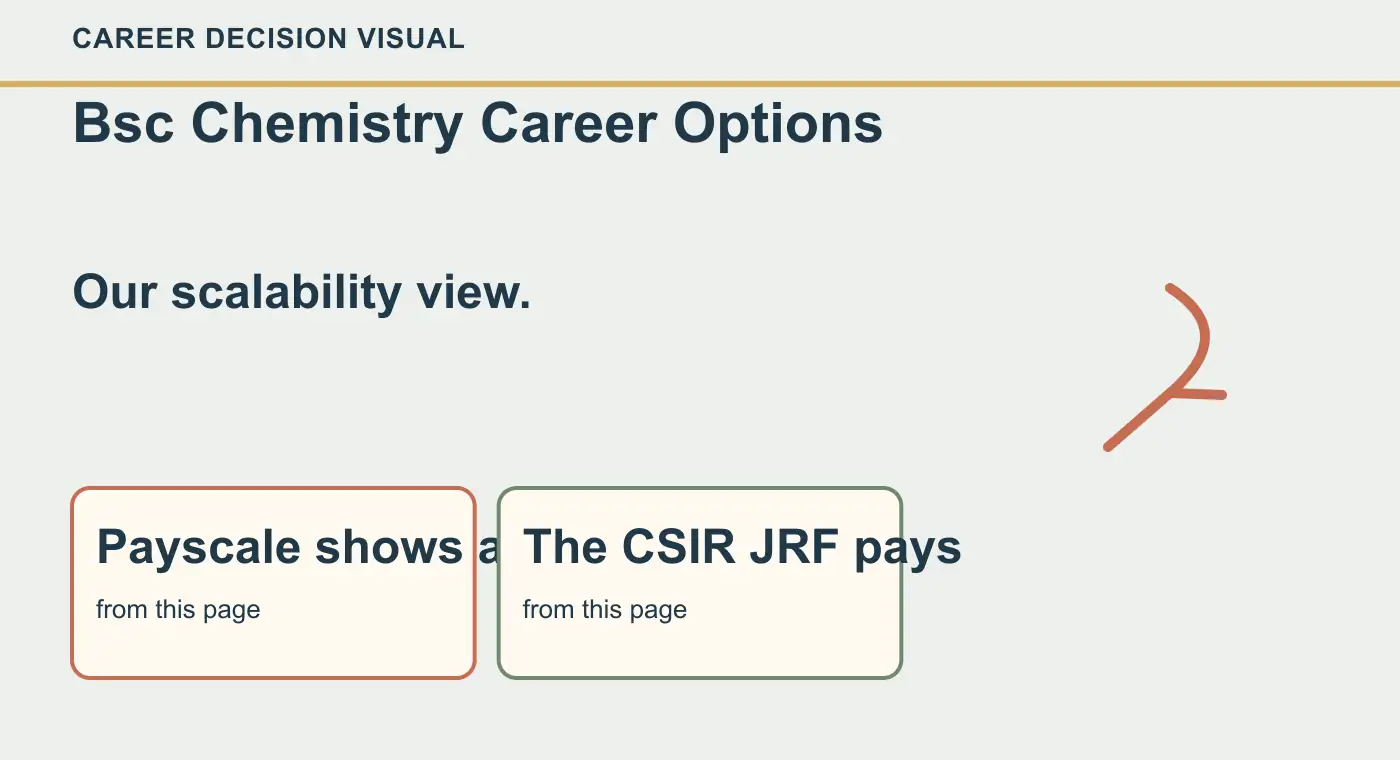 CAREER DECISION VISUAL
Bsc Chemistry Career Options
Our scalability view.
Payscale shows a
from this page
The CSIR JRF pays
from this page